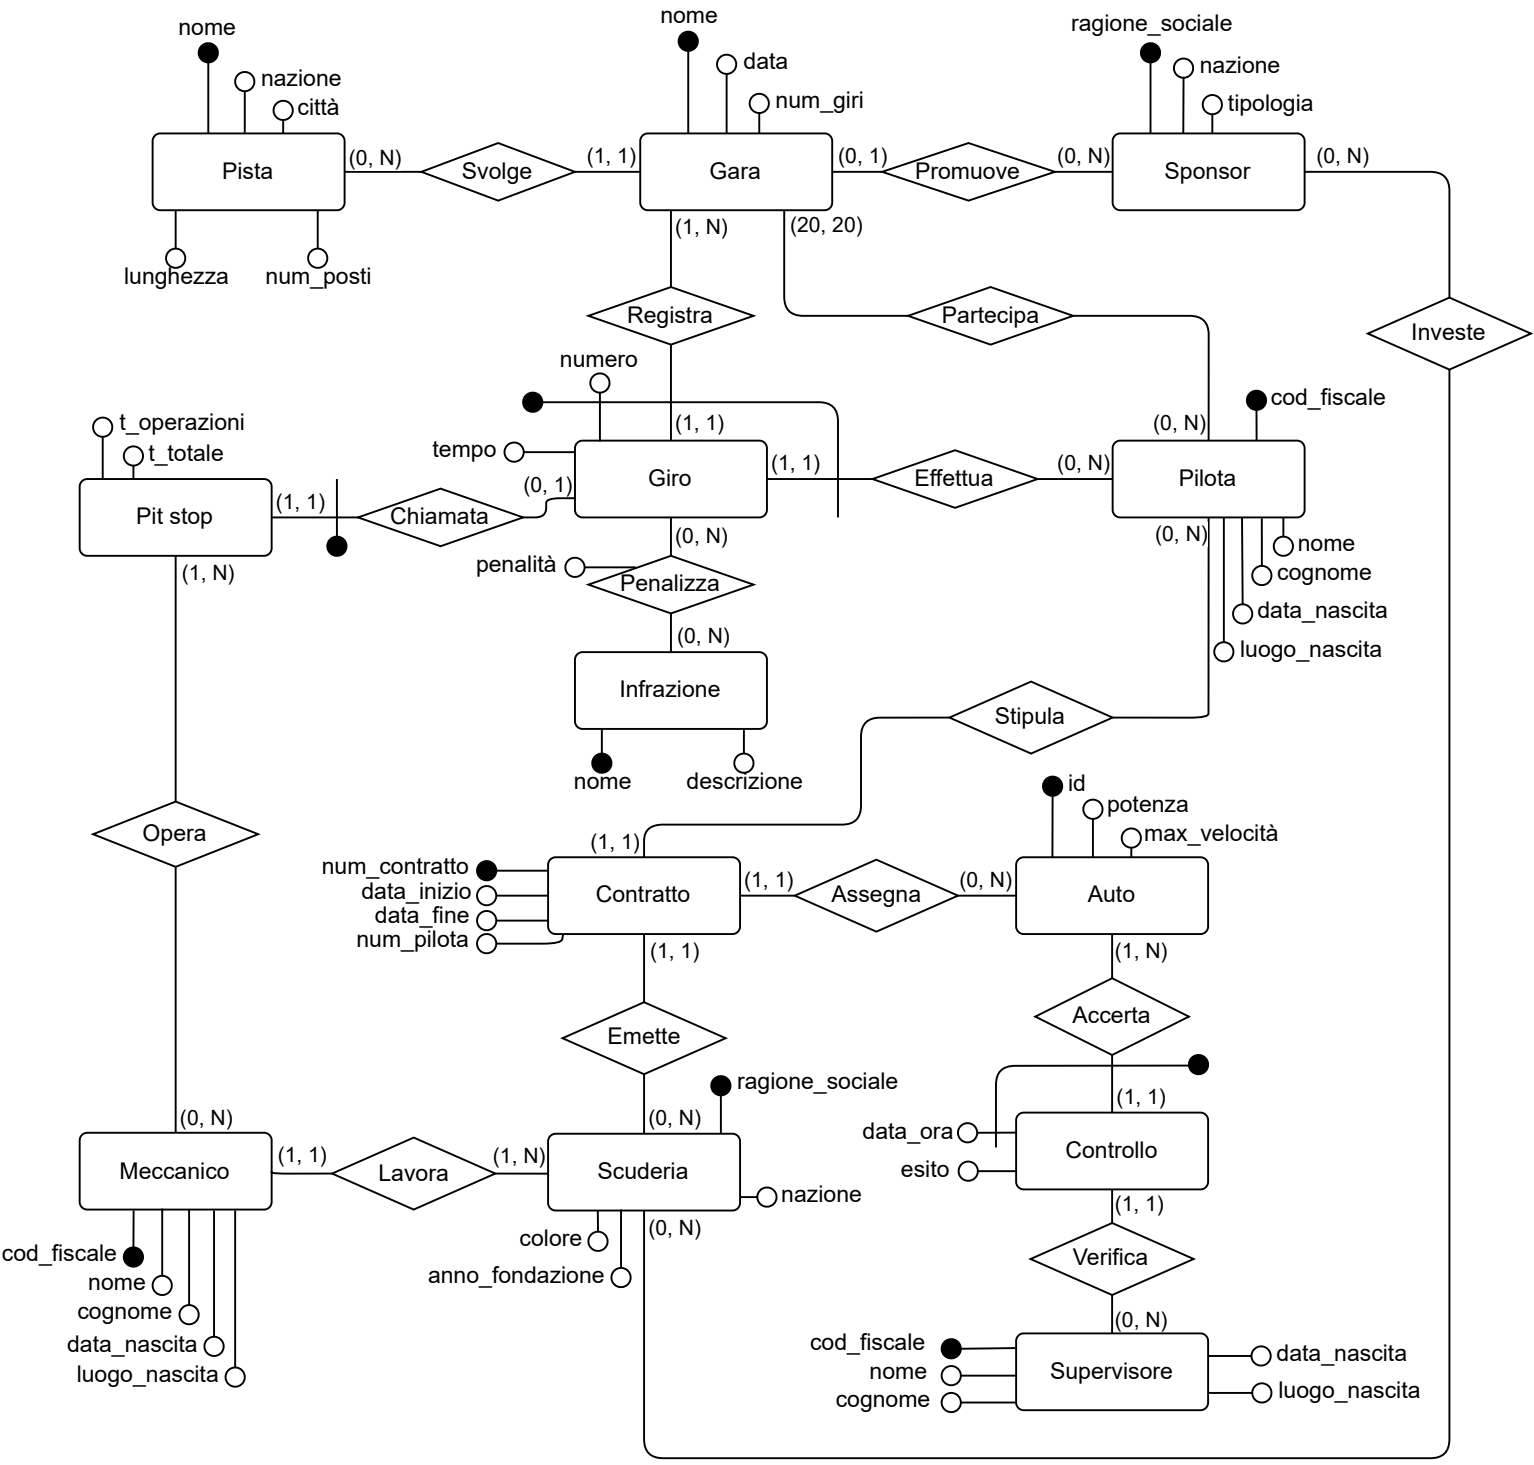 nome
nome
ragione_sociale
data
nazione
nazione
num_giri
tipologia
città
(0, N)
(1, 1)
(0, 1)
(0, N)
(0, N)
Pista
Svolge
Gara
Promuove
Sponsor
(1, N)
(20, 20)
lunghezza
num_posti
Registra
Partecipa
Investe
numero
cod_fiscale
t_operazioni
(1, 1)
(0, N)
tempo
t_totale
(1, 1)
(0, N)
Giro
Effettua
Pilota
(0, 1)
(1, 1)
Pit stop
Chiamata
(0, N)
(0, N)
nome
penalità
(1, N)
cognome
Penalizza
data_nascita
(0, N)
luogo_nascita
Infrazione
Stipula
nome
descrizione
id
potenza
Opera
max_velocità
(1, 1)
num_contratto
(1, 1)
(0, N)
data_inizio
Contratto
Assegna
Auto
data_fine
num_pilota
(1, 1)
(1, N)
Accerta
Emette
ragione_sociale
(1, 1)
(0, N)
(0, N)
data_ora
Controllo
(1, 1)
(1, N)
Meccanico
Lavora
Scuderia
esito
nazione
(1, 1)
(0, N)
colore
cod_fiscale
Verifica
anno_fondazione
nome
cognome
(0, N)
data_nascita
cod_fiscale
data_nascita
nome
Supervisore
luogo_nascita
luogo_nascita
cognome